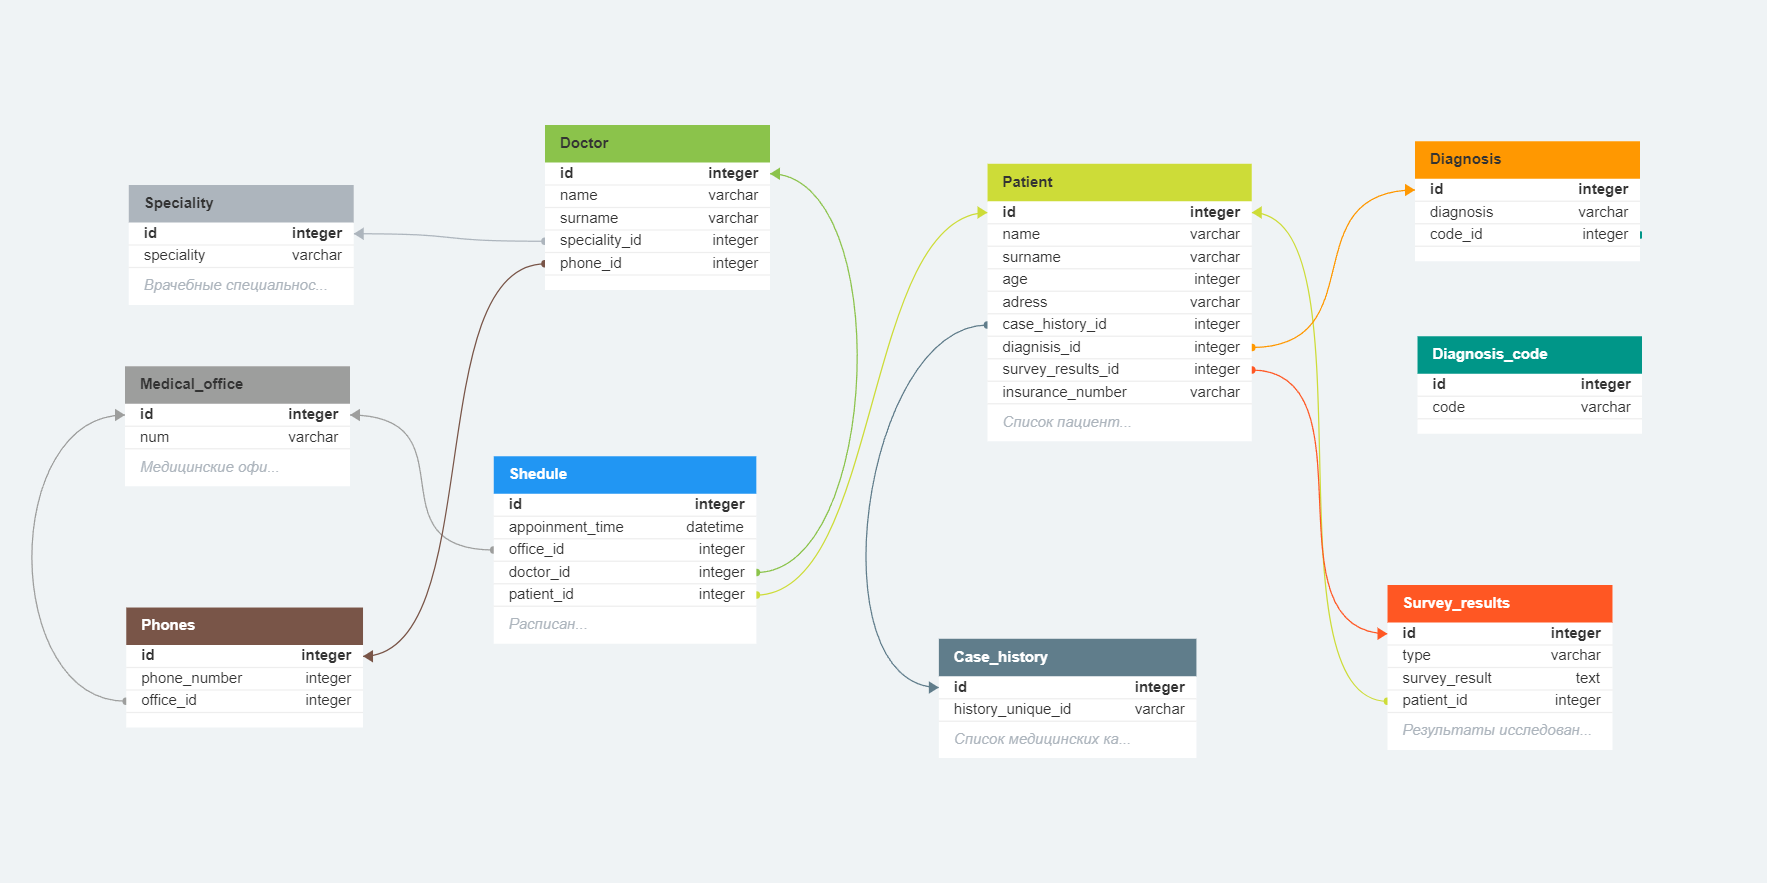 Speciality
id integer
speciality varchar
Врачебные специальнос...
Medical_office
id integer
num varchar
Медицинские офи...
Phones
id integer
phone_number integer
office_id integer
Doctor
id integer
name varchar
surname varchar
speciality_id integer
phone_id integer
Shedule
id integer
appoinment_time datetime
office_id integer
doctor_id integer
patient_id integer
Расписан...
Patient
id integer
name varchar
surname varchar
age integer
adress varchar
case_history_id integer
diagnisis_id integer
survey_results_id integer
insurance_number varchar
Список пациент...
Case_history
id integer
history_unique_id varchar
Список медицинских ка...
Diagnosis
id integer
diagnosis varchar
code_id integer
Diagnosis_code
id integer
code varchar
Survey_results
id integer
type varchar
survey_result text
patient_id integer
Результаты исследован...